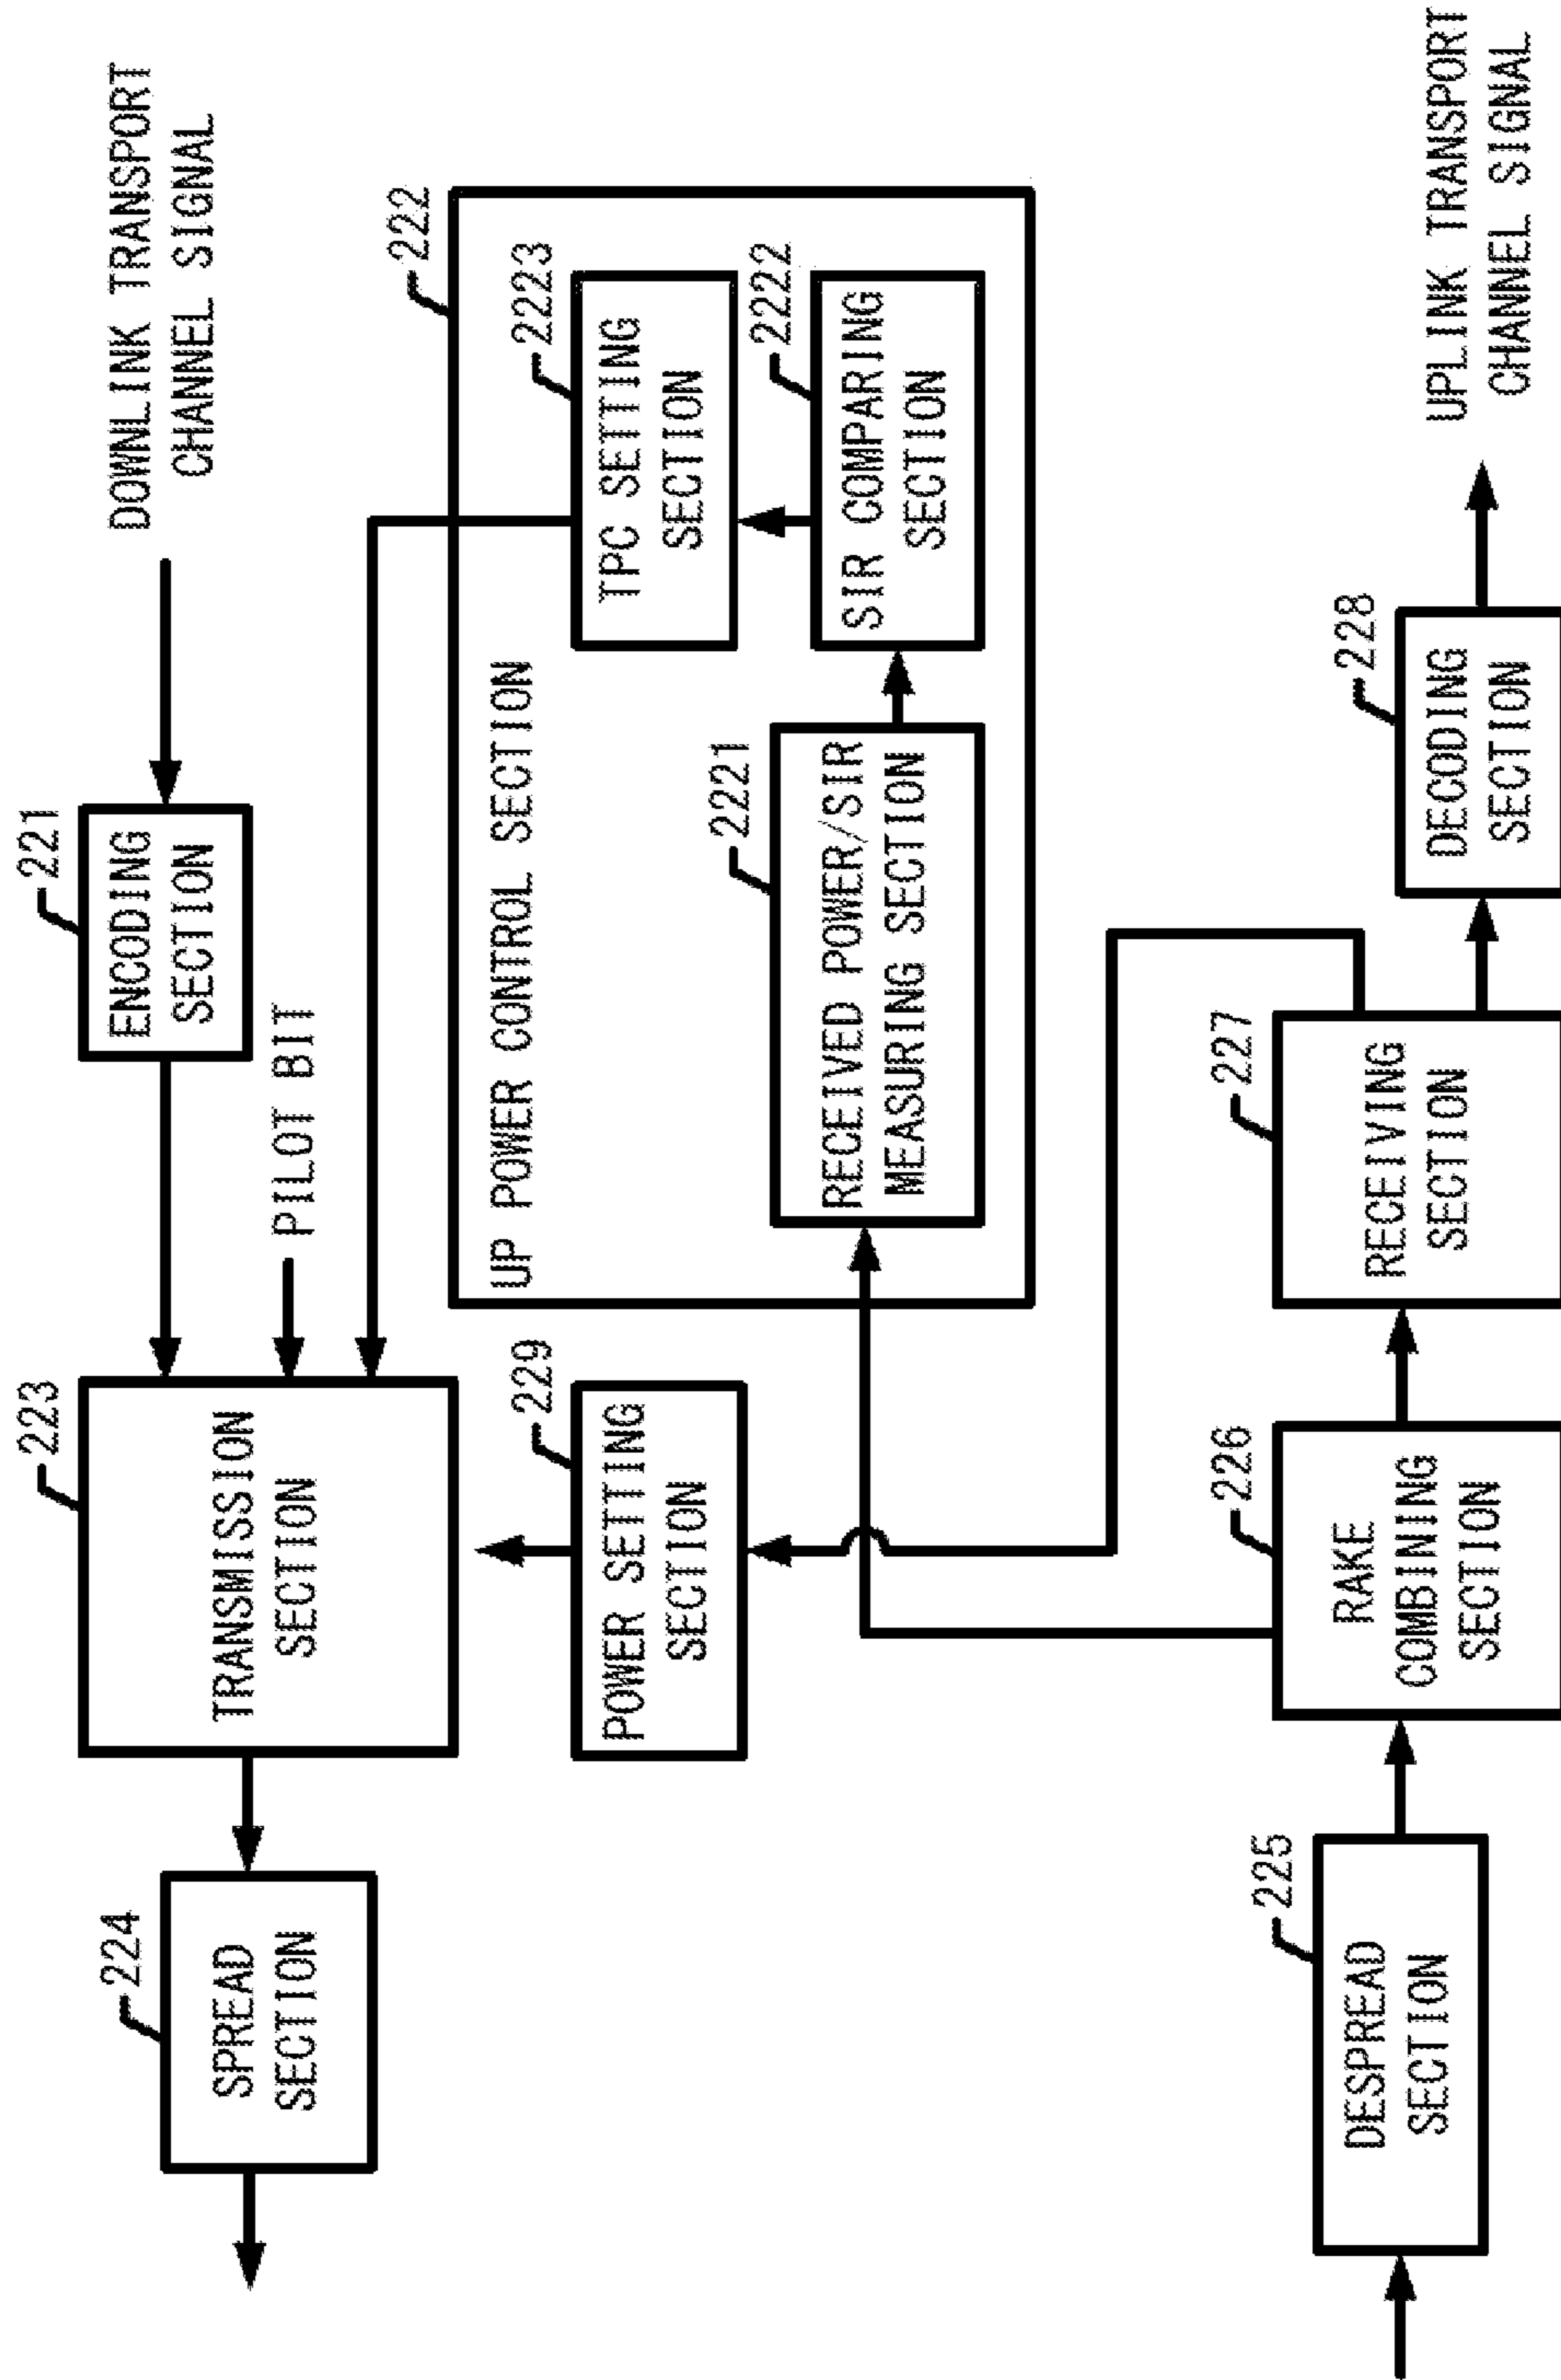 DOWNLINK TRANSPORT
CHANNEL SIGNAL
221
ENCODING
SECTION
PILOT BIT
223
TRANSMISSION
SECTION
224
SPREAD
SECTION
222
UP POWER CONTROL SECTION
2223
TPC SETTING
SECTION
2222
SIR COMPARING
SECTION
2221
RECEIVED POWER/SIR
MEASURING SECTION
229
POWER SETTING
SECTION
225
DESPREAD
SECTION
226
RAKE
COMBINING
SECTION
227
RECEIVING
SECTION
228
DECODING
SECTION
UPLINK TRANSPORT
CHANNEL SIGNAL